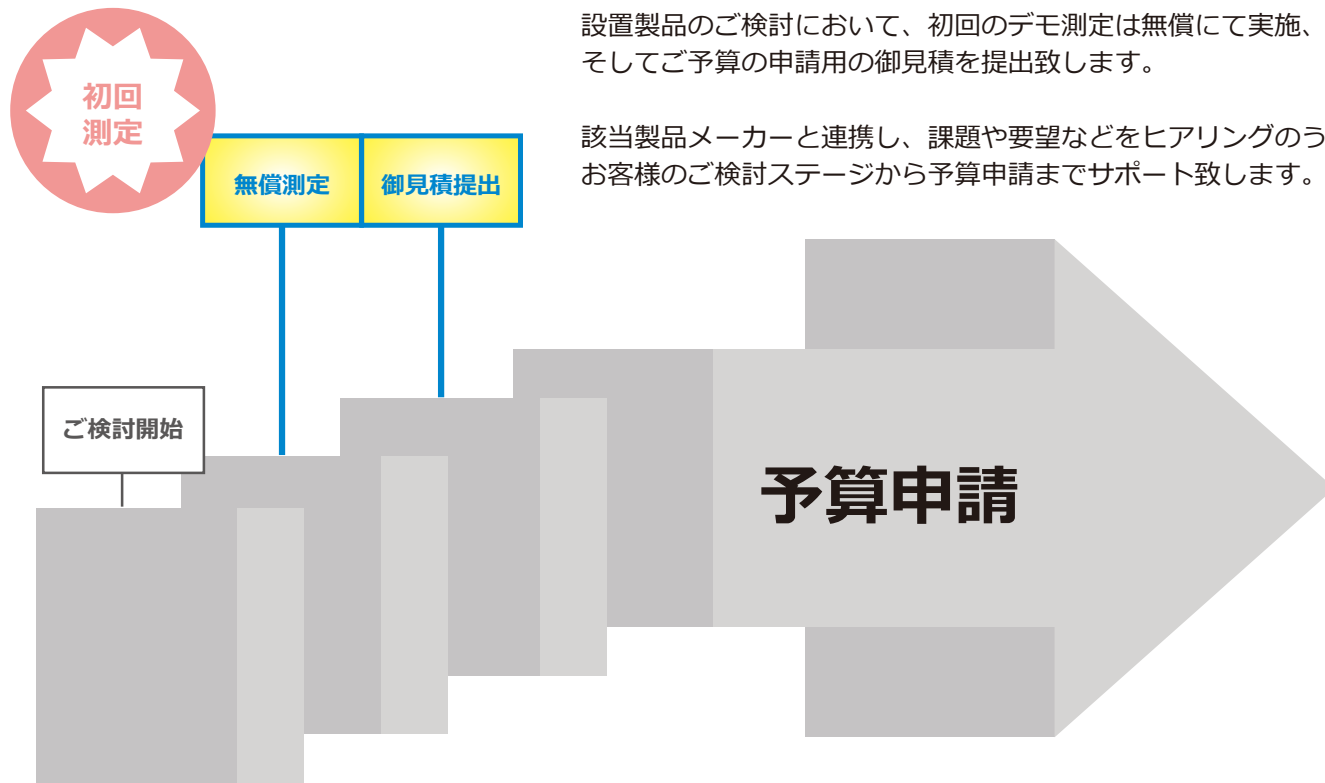 設置製品のご検討において、初回のデモ測定は無償にて実施、
そしてご予算の申請用の御見積を提出致します。
該当製品メーカーと連携し、課題や要望などをヒアリングのう
お客様のご検討ステージから予算申請までサポート致します。
初回
測定
無償測定
御見積提出
ご検討開始
予算申請